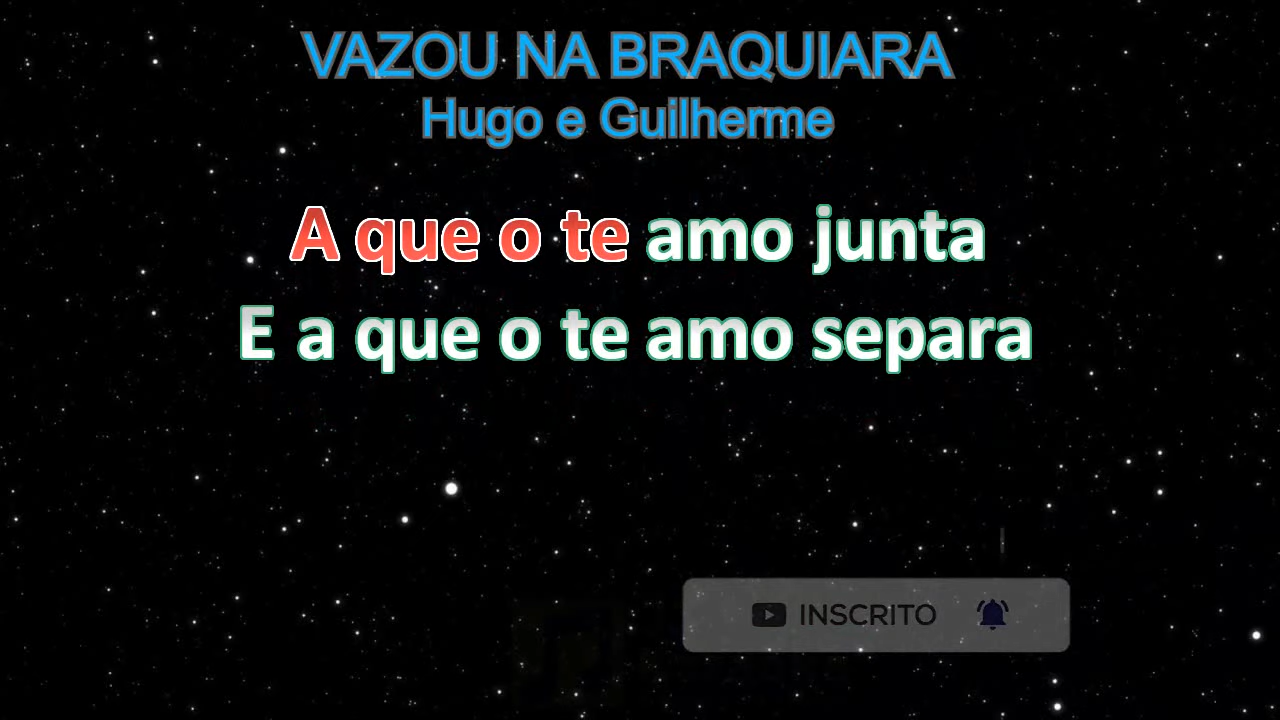 VAZOU NA BRAQUIARA
Hugo e Guilherme
A que o te amo junta
E a que o te amo separa
INSCRITO